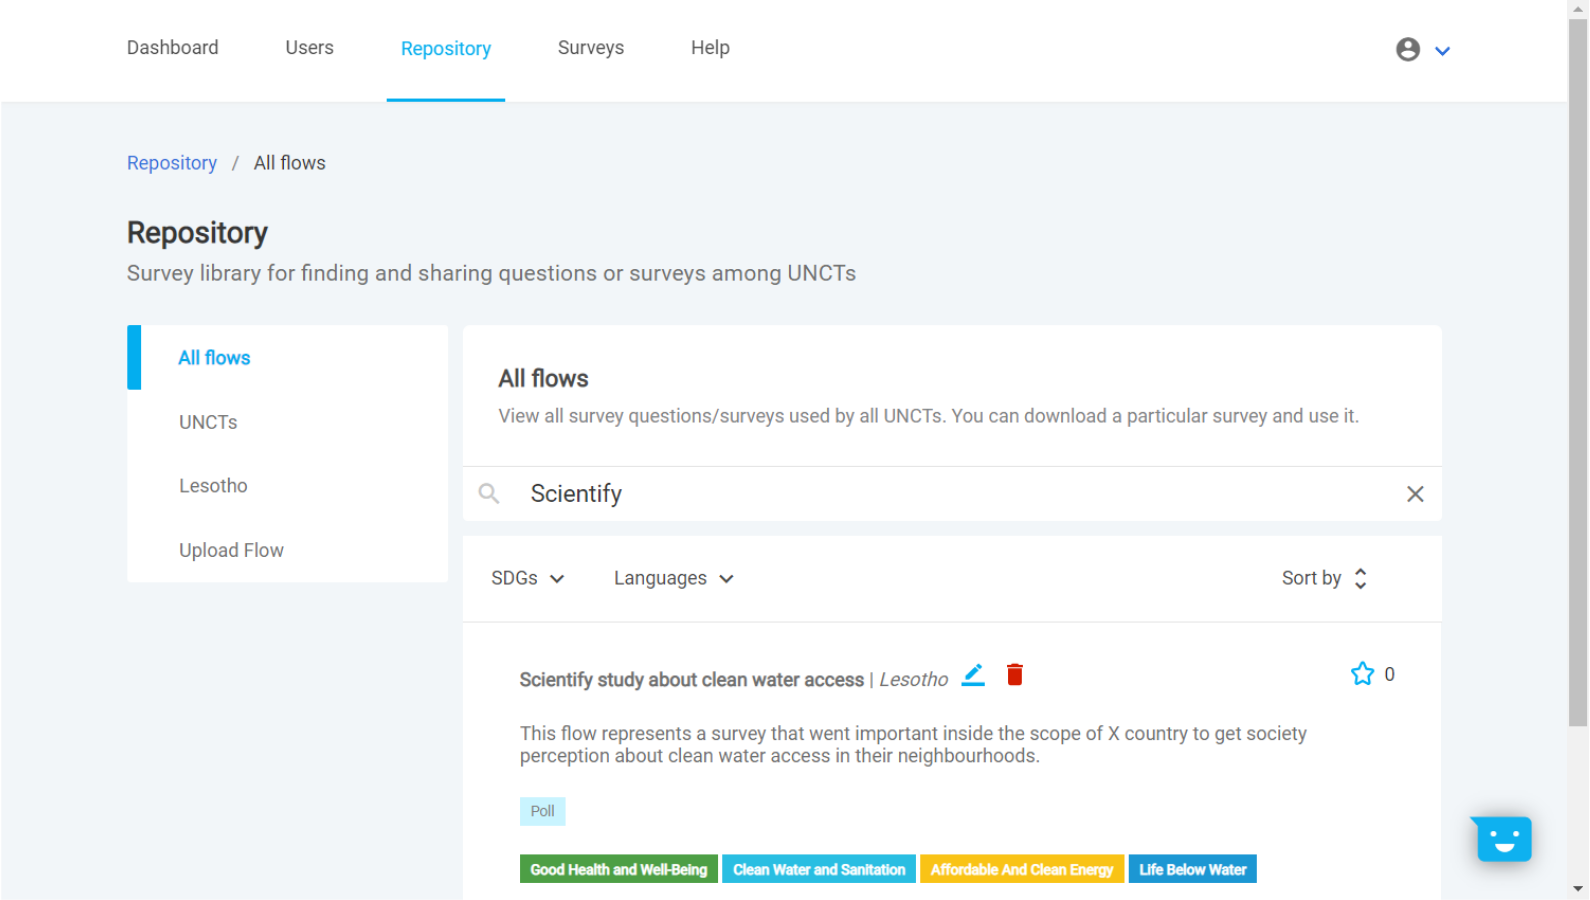 Dashboard Users Repository Surveys Help
Repository / All flows
Repository
Survey library for finding and sharing questions or surveys among UNCTs
All flows
UNCTs
Lesotho
Upload Flow
All flows
View all survey questions/surveys used by all UNCTs. You can download a particular survey and use it.
Scientify
SDGs Languages Sort by
Scientify study about clean water access | Lesotho 0
This flow represents a survey that went important inside the scope of X country to get society
perception about clean water access in their neighbourhoods.
Poll
Good Health and Well-Being Clean Water and Sanitation Affordable And Clean Energy Life Below Water